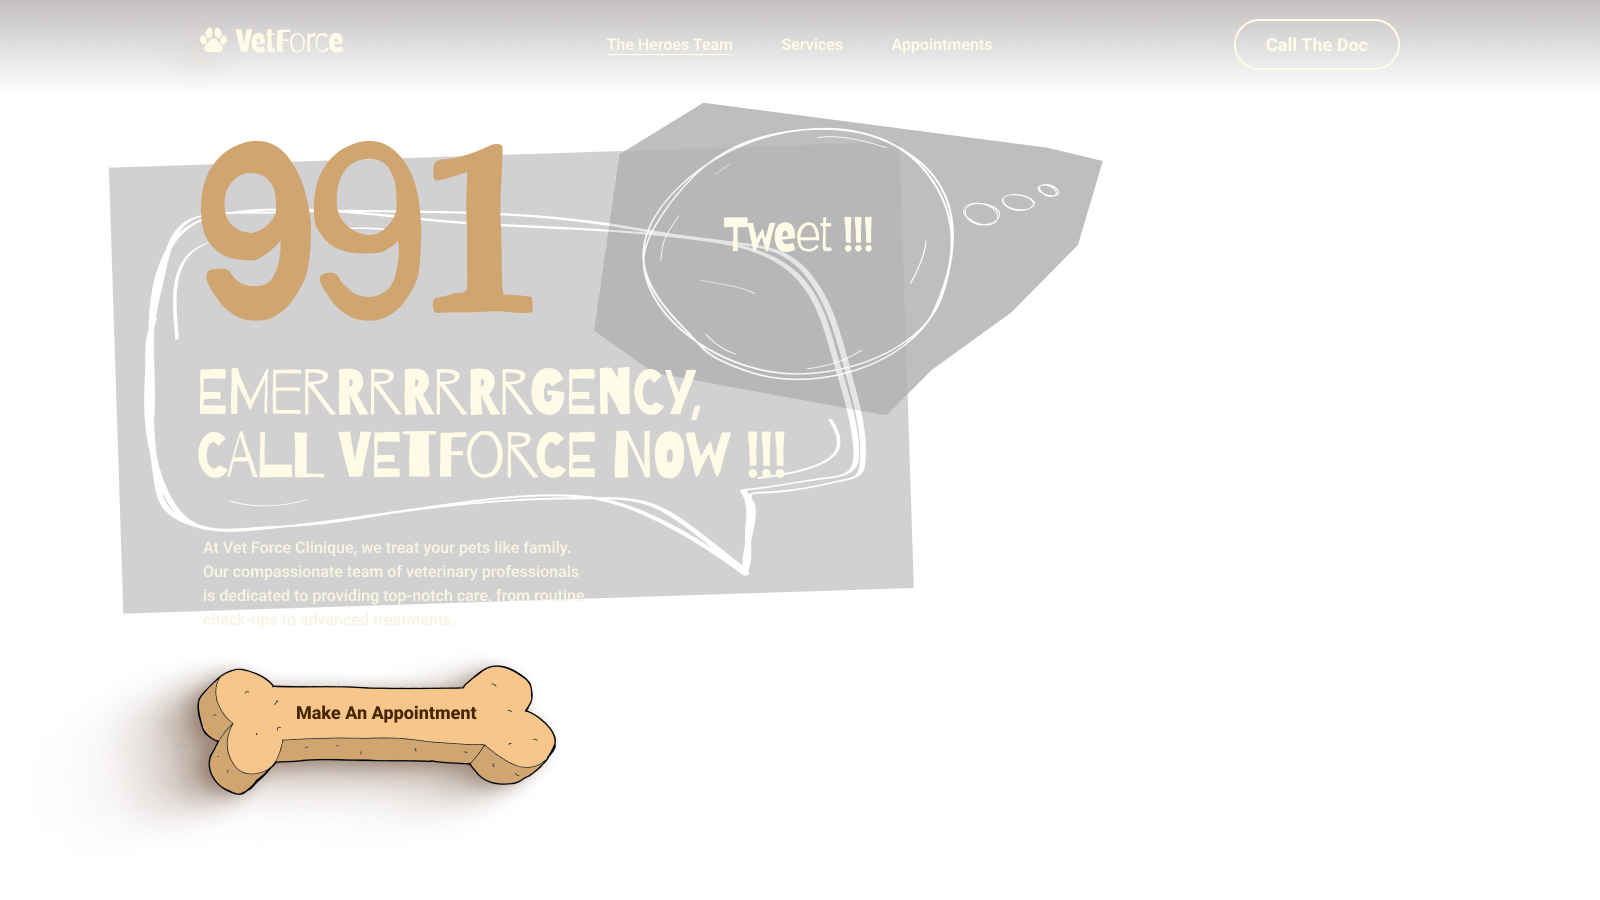 VetForce
The Heroes Team
Services
Appointments
Call The Doc
991
Tweet !!!
EMERRRRRRRGENCY,
CALL VETFORCE NOW !!!
At Vet Force Clinique, we treat your pets like family.
Our compassionate team of veterinary professionals
is dedicated to providing top-notch care, from routine
check-ups to advanced treatments.
Make An Appointment